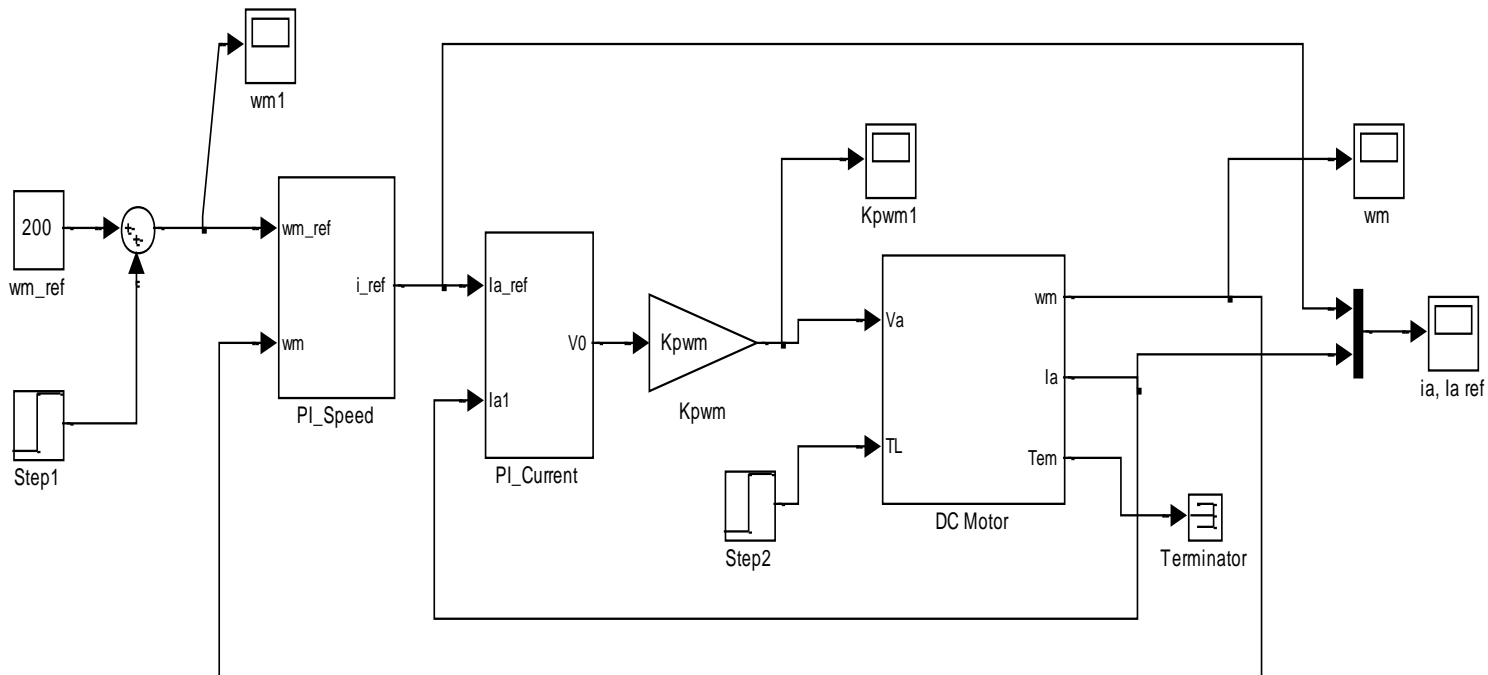 wm1
200
wm_ref
Step1
wm_ref
i_ref
wm
PI_Speed
Ia_ref
V0
Ia1
PI_Current
Kpwm
Kpwm
Kpwm1
Va
TL
wm
Ia
Tem
DC Motor
Step2
Terminator
wm
ia, Ia ref